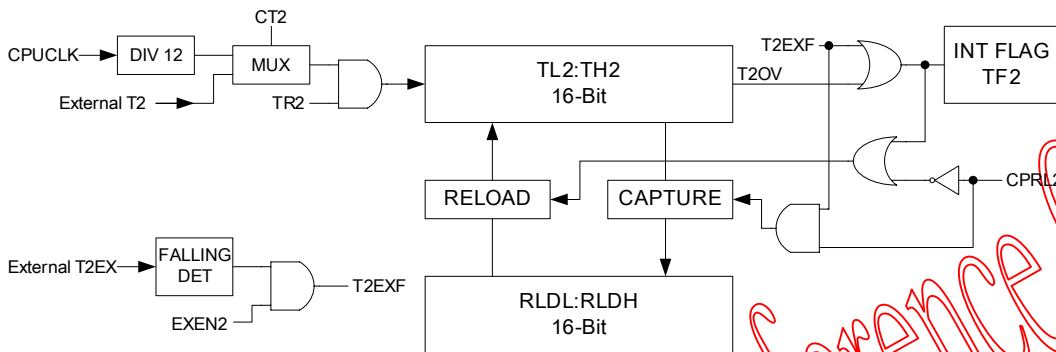 CT2
CPUCLK
DIV 12
MUX
External T2
TR2
TL2:TH2
16-Bit
T2EXF
T2OV
INT FLAG
TF2
RELOAD
CAPTURE
CPRL2
External T2EX
FALLING
DET
EXEN2
T2EXF
RLDL:RLDH
16-Bit